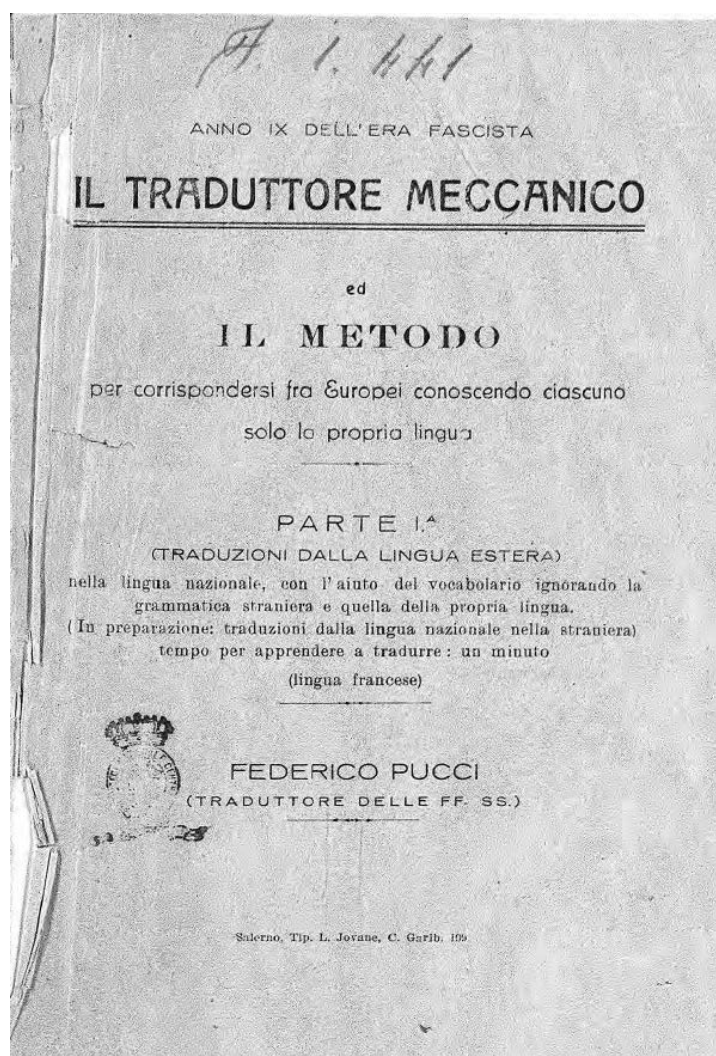 ANNO IX DELL'ERA FASCISTA
IL TRADUTTORE MECCANICO
ed
IL METODO
per corrispondersi fra Europei conoscendo ciascuno
solo la propria lingua
PARTE I.ᴬ
(TRADUZIONI DALLA LINGUA ESTERA)
nella lingua nazionale, con l'aiuto del vocabolario ignorando la
grammatica straniera e quella della propria lingua.
(In preparazione: traduzioni dalla lingua nazionale nella straniera)
tempo per apprendere a tradurre: un minuto
(lingua francese)
FEDERICO PUCCI
(TRADUTTORE DELLE FF. SS.)
Salerno, Tip. L. Jovane, C. Garib. 109